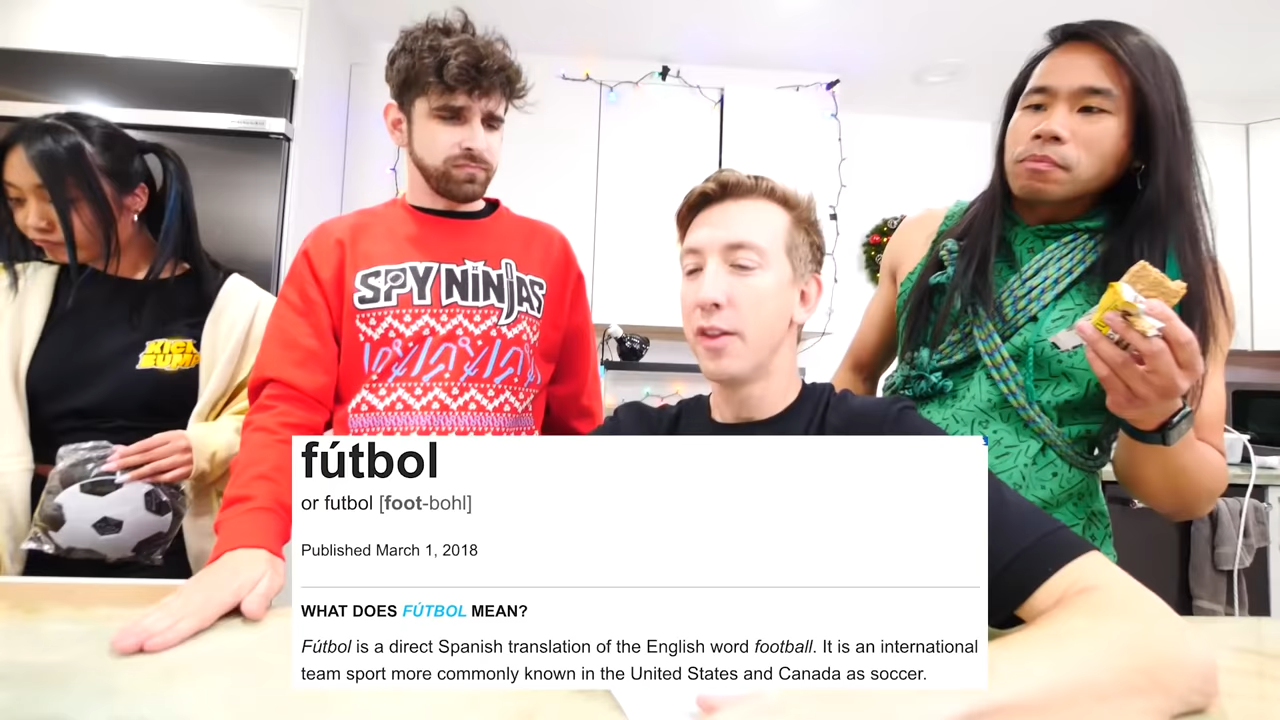 SPY NINJAS
KICK
BUMP
fútbol
or futbol [foot-bohl]
Published March 1, 2018
WHAT DOES FÚTBOL MEAN?
Fútbol is a direct Spanish translation of the English word football. It is an international
team sport more commonly known in the United States and Canada as soccer.